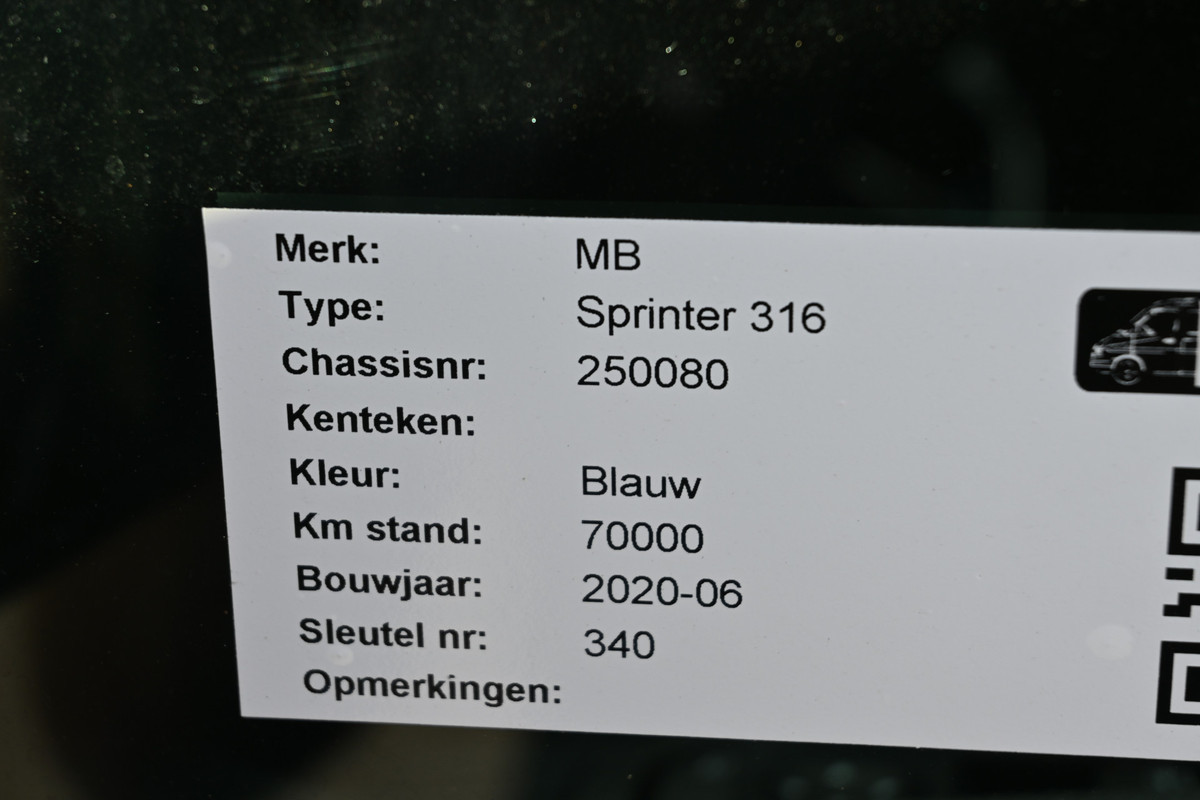 Merk: MB
Type: Sprinter 316
Chassisnr: 250080
Kenteken:
Kleur: Blauw
Km stand: 70000
Bouwjaar: 2020-06
Sleutel nr: 340
Opmerkingen: